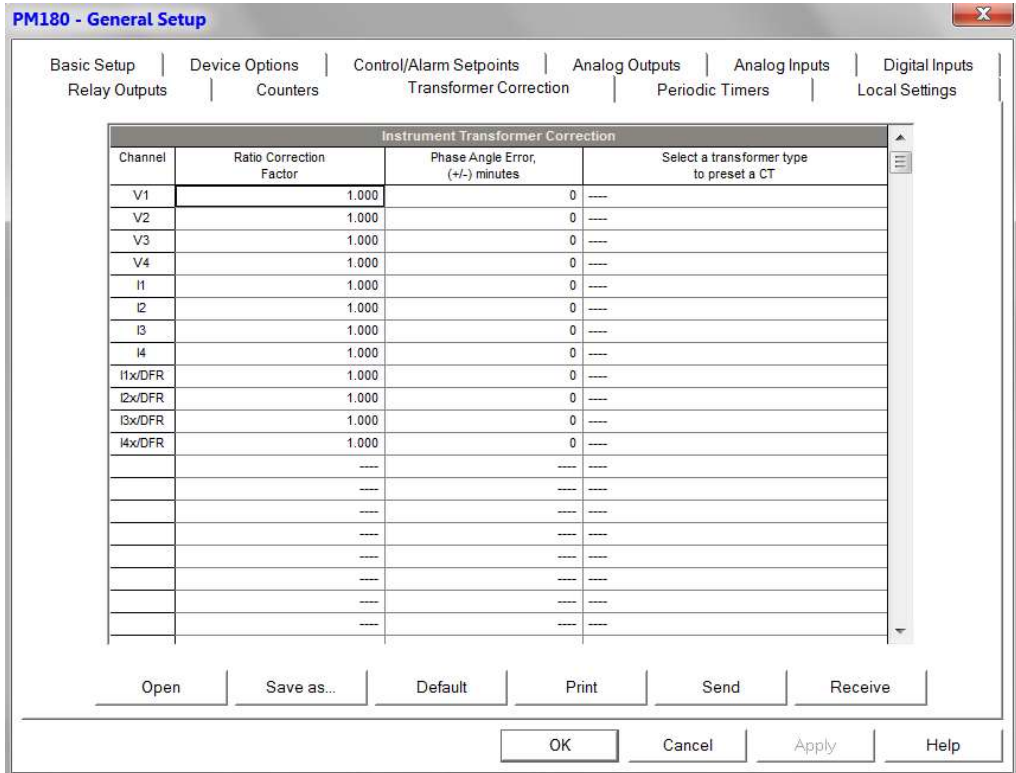 PM180 - General Setup
X
Basic Setup Device Options Control/Alarm Setpoints Analog Outputs Analog Inputs Digital Inputs
Relay Outputs Counters Transformer Correction Periodic Timers Local Settings
Instrument Transformer Correction
Channel Ratio Correction Factor Phase Angle Error, (+/-) minutes Select a transformer type to preset a CT
V1 1.000 0 ----
V2 1.000 0 ----
V3 1.000 0 ----
V4 1.000 0 ----
I1 1.000 0 ----
I2 1.000 0 ----
I3 1.000 0 ----
I4 1.000 0 ----
I1x/DFR 1.000 0 ----
I2x/DFR 1.000 0 ----
I3x/DFR 1.000 0 ----
I4x/DFR 1.000 0 ----
---- ---- ----
---- ---- ----
---- ---- ----
---- ---- ----
---- ---- ----
---- ---- ----
---- ---- ----
---- ---- ----
Open Save as... Default Print Send Receive
OK Cancel Apply Help